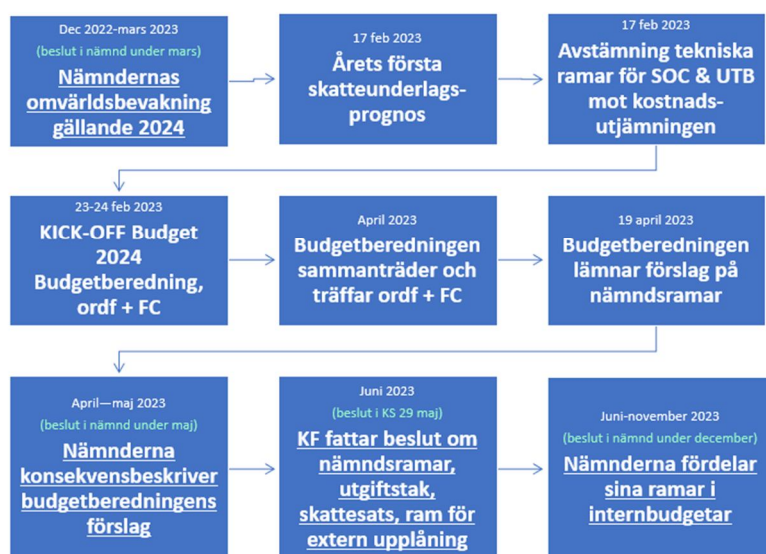 Dec 2022-mars 2023
(beslut i nämnd under mars)
Nämndernas
omvärldsbevakning
gällande 2024
17 feb 2023
Årets första
skatteunderlags-
prognos
17 feb 2023
Avstämning tekniska
ramar för SOC & UTB
mot kostnads-
utjämningen
23-24 feb 2023
KICK-OFF Budget
2024
Budgetberedning,
ordf + FC
April 2023
Budgetberedningen
sammanträder och
träffar ordf + FC
19 april 2023
Budgetberedningen
lämnar förslag på
nämndsramar
April—maj 2023
(beslut i nämnd under maj)
Nämnderna
konsekvensbeskriver
budgetberedningens
förslag
Juni 2023
(beslut i KS 29 maj)
KF fattar beslut om
nämndsramar,
utgiftstak,
skattesats, ram för
extern upplåning
Juni-november 2023
(beslut i nämnd under december)
Nämnderna fördelar
sina ramar i
internbudgetar